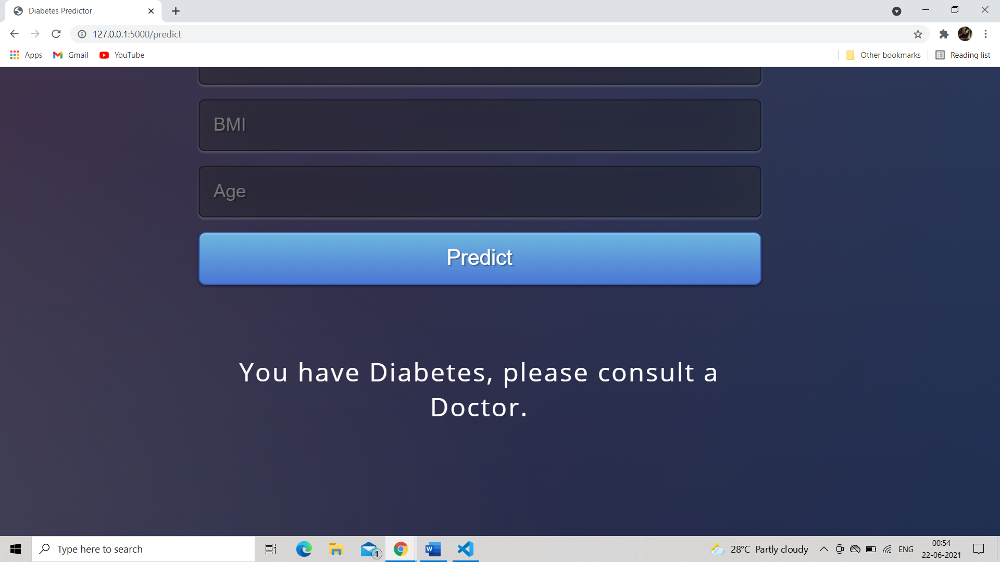 Diabetes Predictor
127.0.0.1:5000/predict
Apps Gmail YouTube Other bookmarks Reading list
BMI
Age
Predict
You have Diabetes, please consult a
Doctor.
Type here to search
1
28°C Partly cloudy
ENG
00:54
22-06-2021